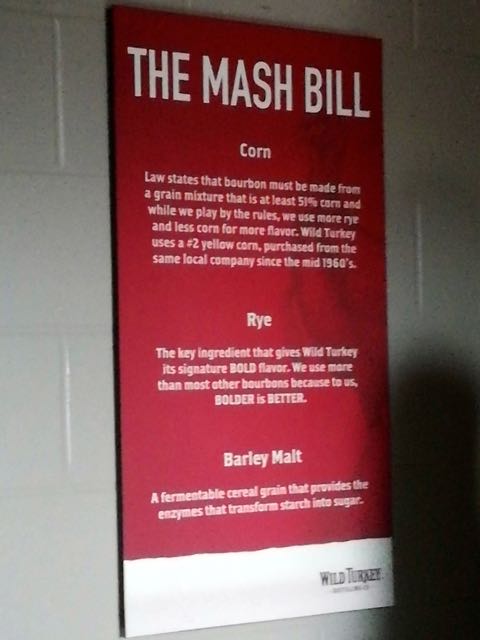 THE MASH BILL
Corn
Law states that bourbon must be made from
a grain mixture that is at least 51% corn and
while we play by the rules, we use more rye
and less corn for more flavor. Wild Turkey
uses a #2 yellow corn, purchased from the
same local company since the mid 1960's.
Rye
The key ingredient that gives Wild Turkey
its signature BOLD flavor. We use more
than most other bourbons because to us,
BOLDER is BETTER.
Barley Malt
A fermentable cereal grain that provides the
enzymes that transform starch into sugar.
WILD TURKEY
DISTILLING CO